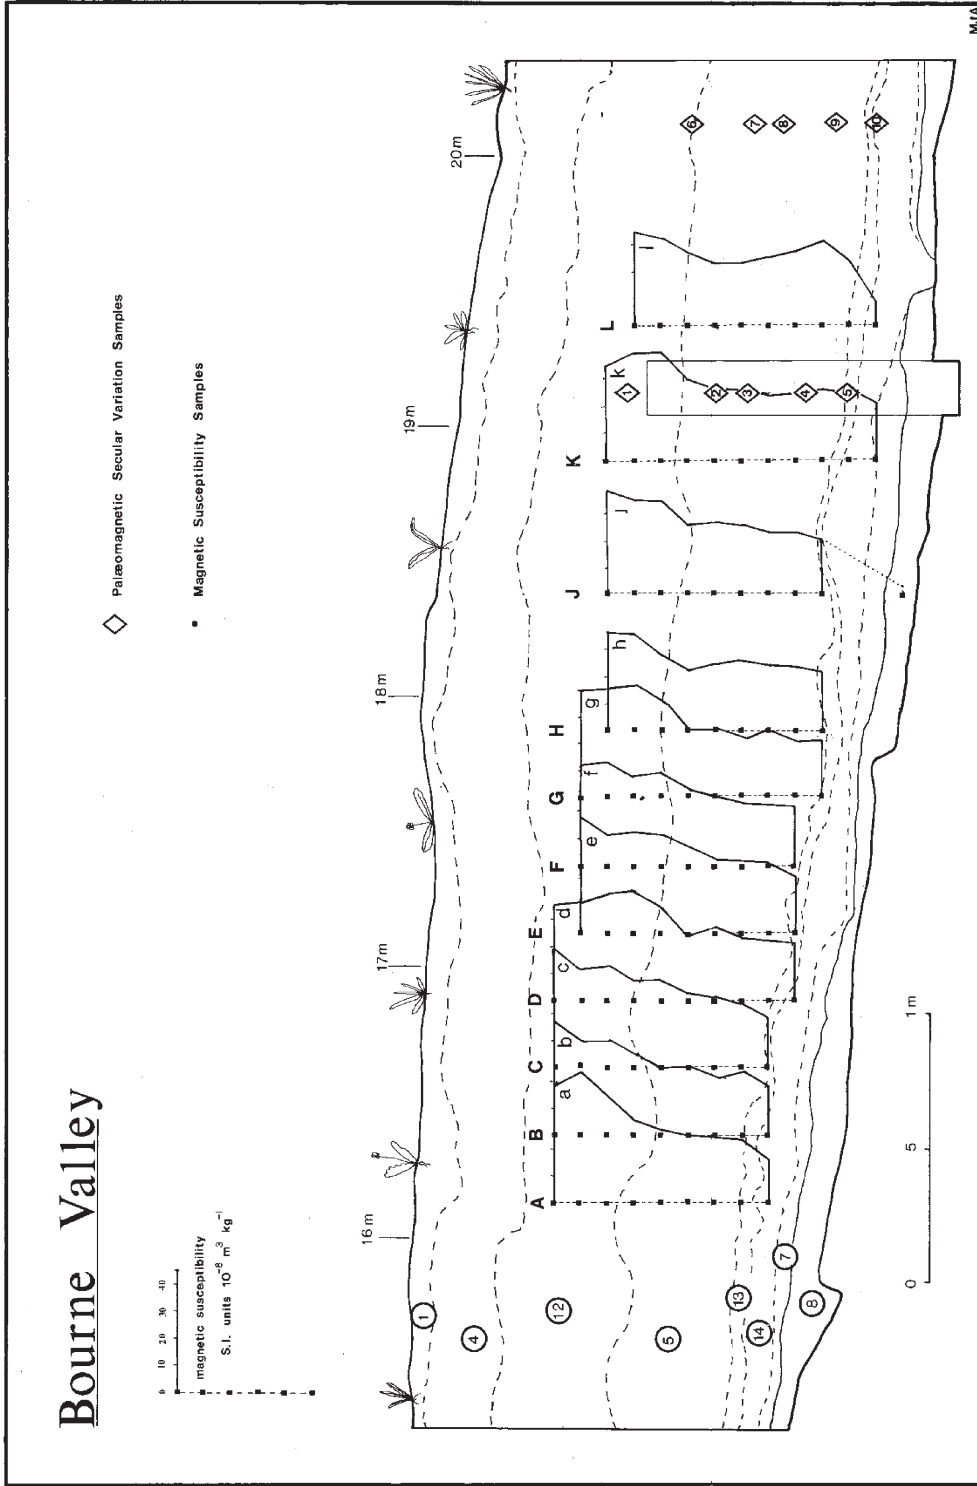 Bourne Valley
0 10 20 30 40
magnetic susceptibility
S.I. units 10⁻⁸ m³ kg⁻¹
Palæomagnetic Secular Variation Samples
Magnetic Susceptibility Samples
16m
17m
18m
19m
20m
1
4
12
5
13
14
7
8
A B C D E F G H J K L
a b c d e f g h j k l
1
2
3
4
5
6
7
8
9
10
0 5 1m
MJA